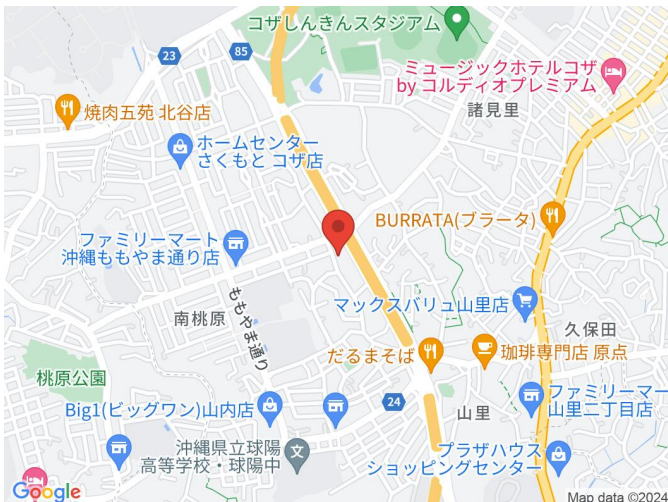 コザしんきんスタジアム
23
85
ミュージックホテルコザ
by コルディオプレミアム
焼肉五苑 北谷店
諸見里
ホームセンター
さくもと コザ店
BURRATA(ブラータ)
ファミリーマート
沖縄ももやま通り店
マックスバリュ山里店
南桃原
ももやま通り
久保田
だるまそば
珈琲専門店 原点
桃原公園
Big1(ビッグワン)山内店
24
山里
ファミリーマー
山里二丁目店
沖縄県立球陽
高等学校・球陽中
プラザハウス
ショッピングセンター
Google
Map data ©2024